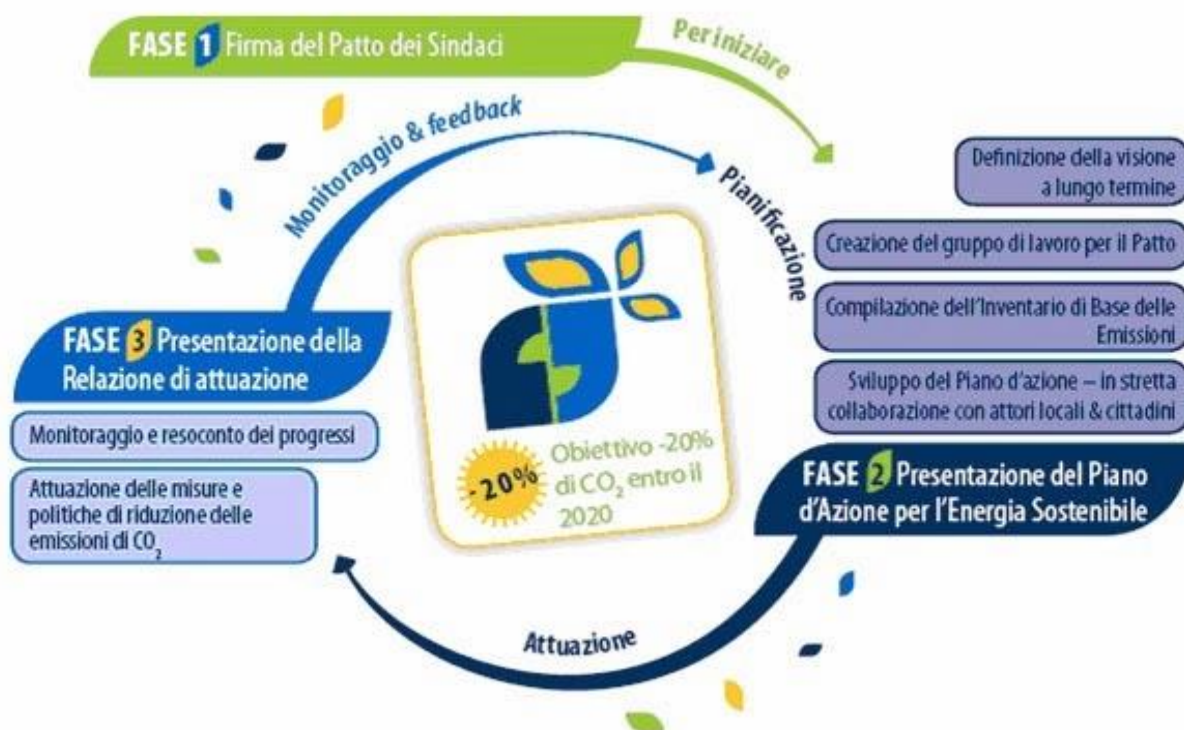 FASE 1 Firma del Patto dei Sindaci
Per iniziare
Monitoraggio & feedback
Pianificazione
Definizione della visione
a lungo termine
Creazione del gruppo di lavoro per il Patto
Compilazione dell'Inventario di Base delle
Emissioni
Sviluppo del Piano d'azione – in stretta
collaborazione con attori locali & cittadini
FASE 2 Presentazione del Piano
d'Azione per l'Energia Sostenibile
Attuazione
FASE 3 Presentazione della
Relazione di attuazione
Monitoraggio e resoconto dei progressi
Attuazione delle misure e
politiche di riduzione delle
emissioni di CO₂
-20%
Obiettivo -20%
di CO₂ entro il
2020